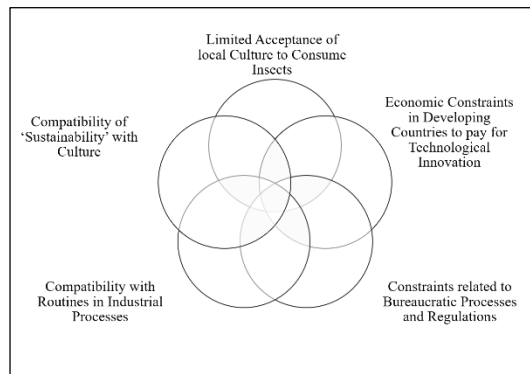 Limited Acceptance of
local Culture to Consume
Insects
Compatibility of
‘Sustainability’ with
Culture
Economic Constraints
in Developing
Countries to pay for
Technological
Innovation
Compatibility with
Routines in Industrial
Processes
Constraints related to
Bureaucratic Processes
and Regulations